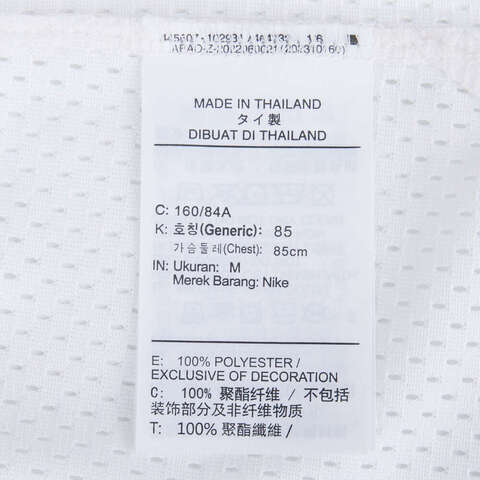 MADE IN THAILAND
タイ製
DIBUAT DI THAILAND
C: 160/84A
K: 호칭(Generic): 85
가슴둘레(Chest): 85cm
IN: Ukuran: M
Merek Barang: Nike
E: 100% POLYESTER /
EXCLUSIVE OF DECORATION
C: 100% 聚酯纤维 / 不包括
装饰部分及非纤维物质
T: 100% 聚酯纖維 /